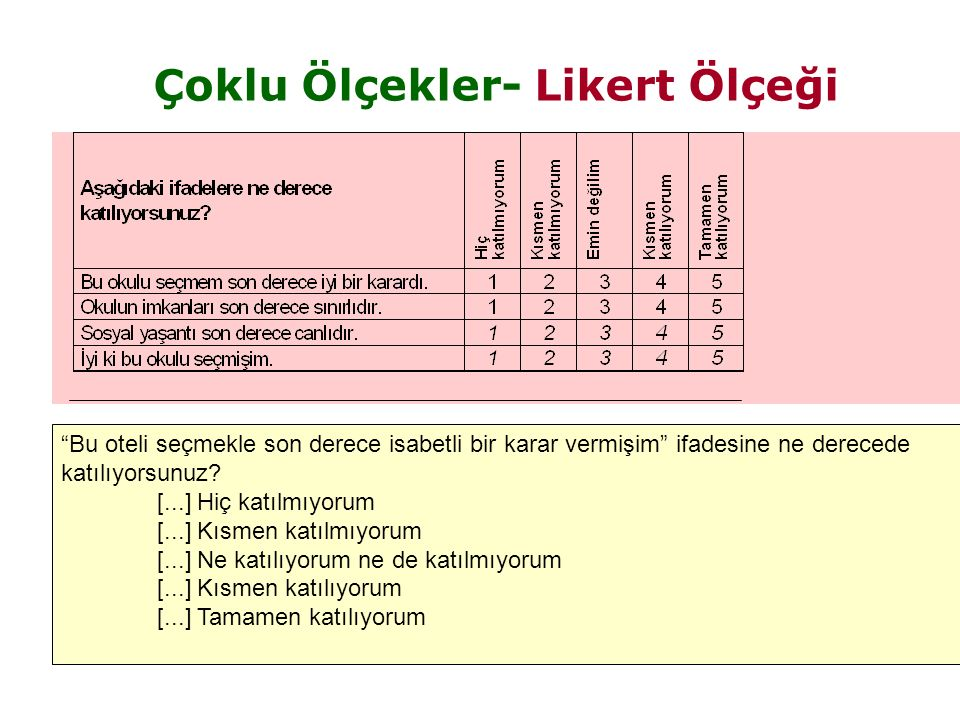 Çoklu Ölçekler- Likert Ölçeği
Aşağıdaki ifadelere ne derece
katılıyorsunuz?
Hiç
katılmıyorum
Kısmen
katılmıyorum
Emin değilim
Kısmen
katılıyorum
Tamamen
katılıyorum
Bu okulu seçmem son derece iyi bir karardı. 1 2 3 4 5
Okulun imkanları son derece sınırlıdır. 1 2 3 4 5
Sosyal yaşantı son derece canlıdır. 1 2 3 4 5
İyi ki bu okulu seçmişim. 1 2 3 4 5
“Bu oteli seçmekle son derece isabetli bir karar vermişim” ifadesine ne derecede
katılıyorsunuz?
[...] Hiç katılmıyorum
[...] Kısmen katılmıyorum
[...] Ne katılıyorum ne de katılmıyorum
[...] Kısmen katılıyorum
[...] Tamamen katılıyorum